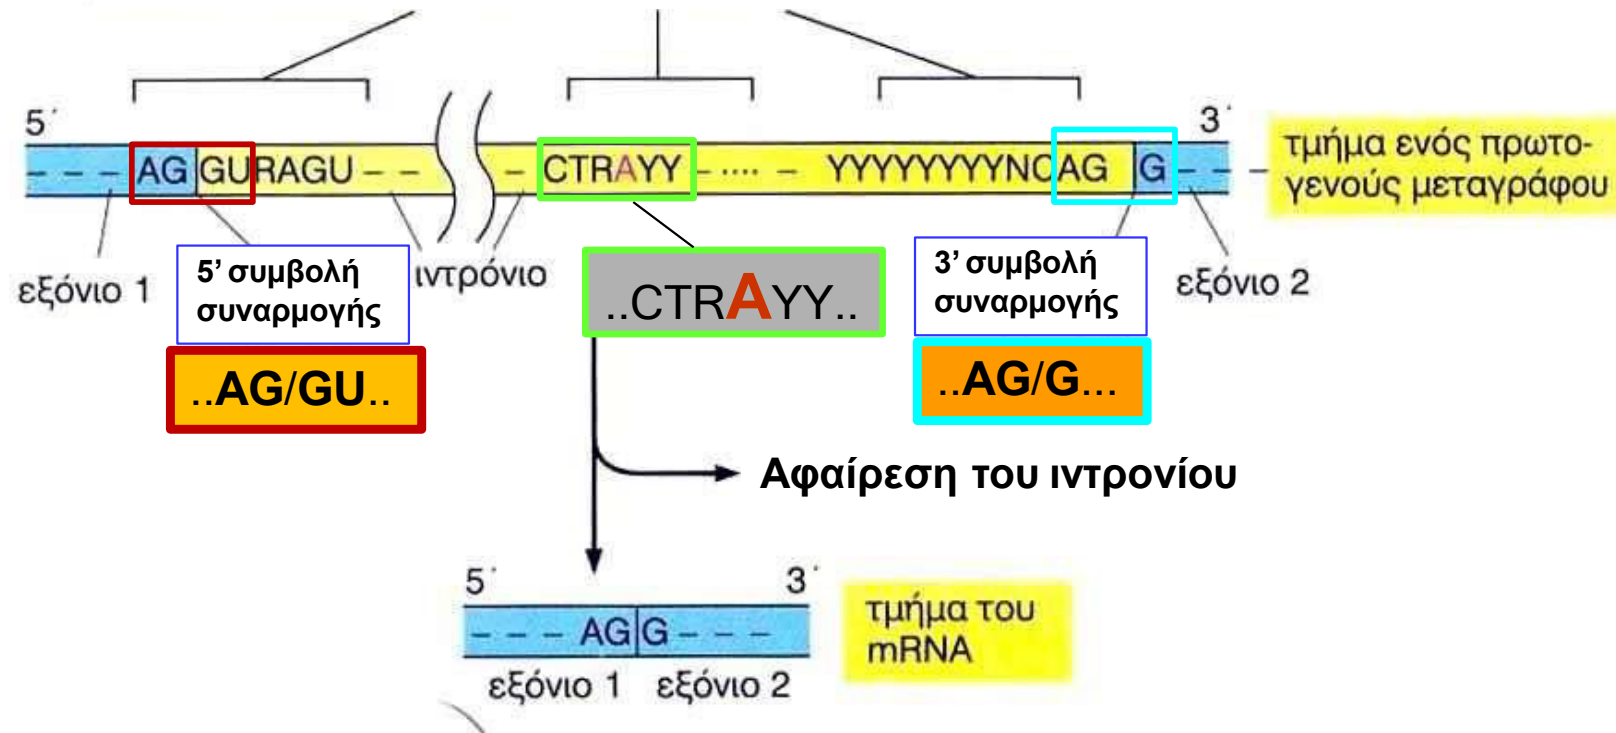 5΄
3΄
– – – AG GURAGU – – – CTRAYY – .... – YYYYYYYYNCAG G – – –
τμήμα ενός πρωτο-
γενούς μεταγράφου
εξόνιο 1
5’ συμβολή
συναρμογής
ιντρόνιο
3’ συμβολή
συναρμογής
εξόνιο 2
..CTRAYY..
..AG/GU..
..AG/G...
Αφαίρεση του ιντρονίου
5΄
3΄
– – – AG G – – –
εξόνιο 1
εξόνιο 2
τμήμα του
mRNA